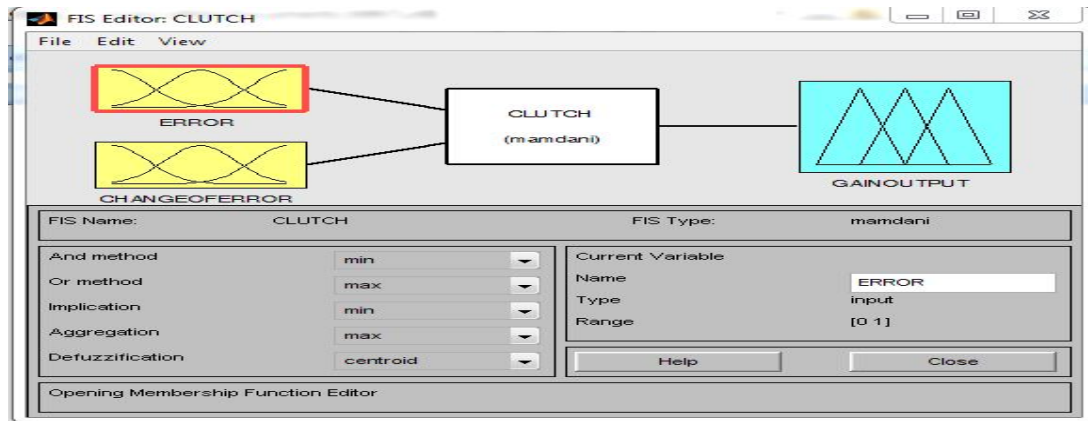 FIS Editor: CLUTCH
File Edit View
ERROR
CHANGEOFERROR
CLUTCH
(mamdani)
GAINOUTPUT
FIS Name: CLUTCH FIS Type: mamdani
And method min
Or method max
Implication min
Aggregation max
Defuzzification centroid
Current Variable
Name ERROR
Type input
Range [0 1]
Help Close
Opening Membership Function Editor